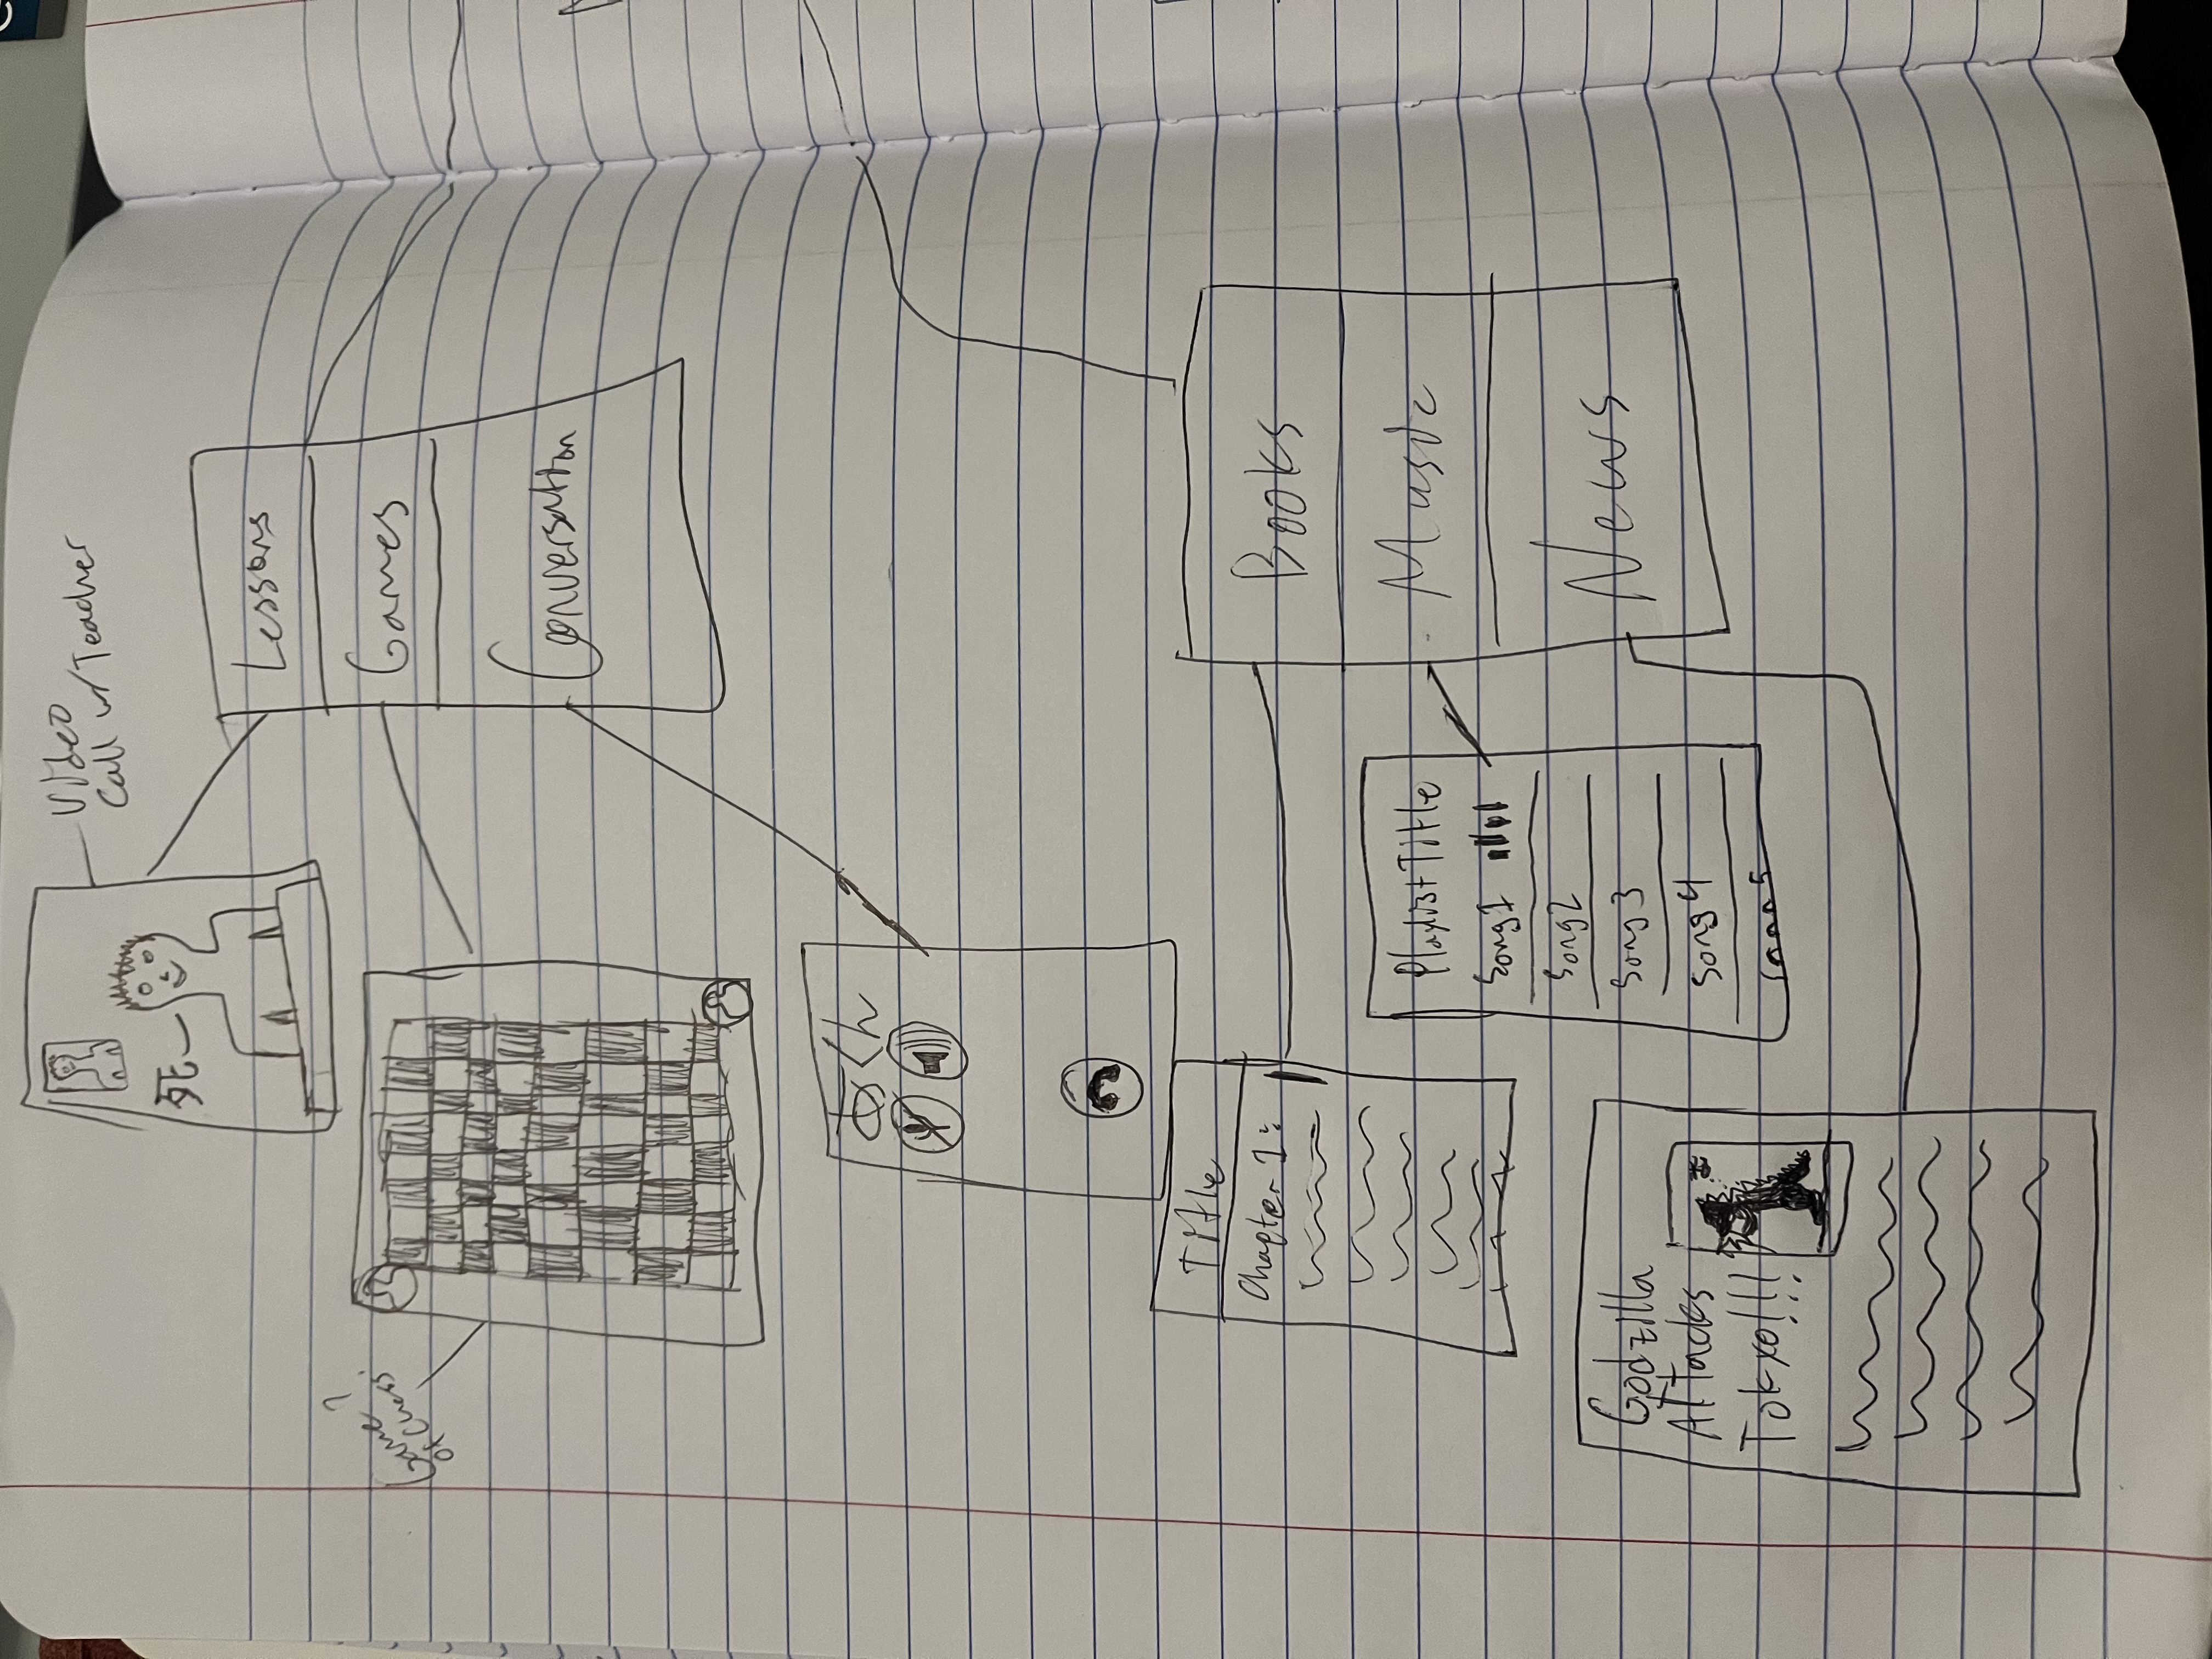 Video
Call w/ Teacher
死
Lessons
Games
Conversation
Game?
of Chess
あくん
Title
Chapter 1:
Books
Music
News
Playlist Title
Song 1
Song 2
Song 3
Song 4
Song 5
Godzilla
Attacks
Tokyo!!!